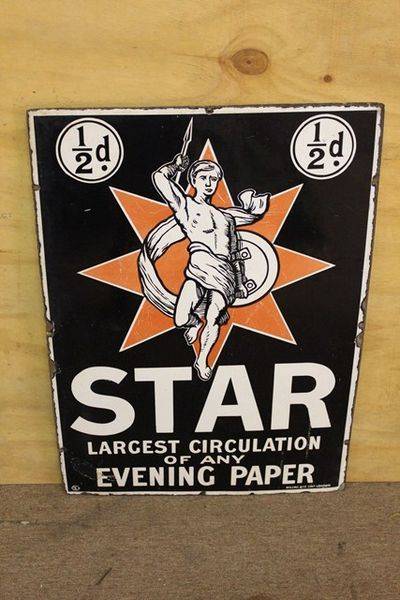 ½d. ½d.
STAR
LARGEST CIRCULATION
OF ANY
EVENING PAPER